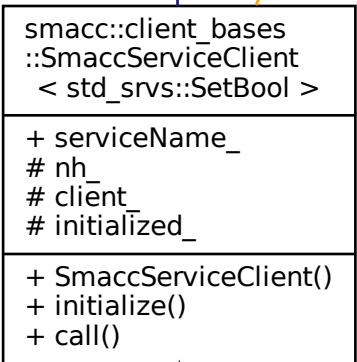 smacc::client_bases
::SmaccServiceClient
< std_srvs::SetBool >
+ serviceName_
# nh_
# client_
# initialized_
+ SmaccServiceClient()
+ initialize()
+ call()